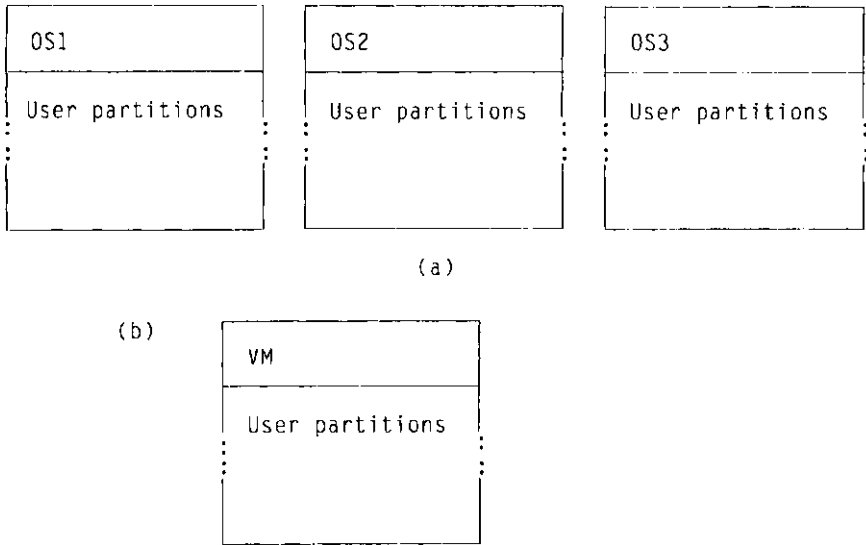 OS1 OS2 OS3
User partitions User partitions User partitions
(a)
(b)
VM
User partitions